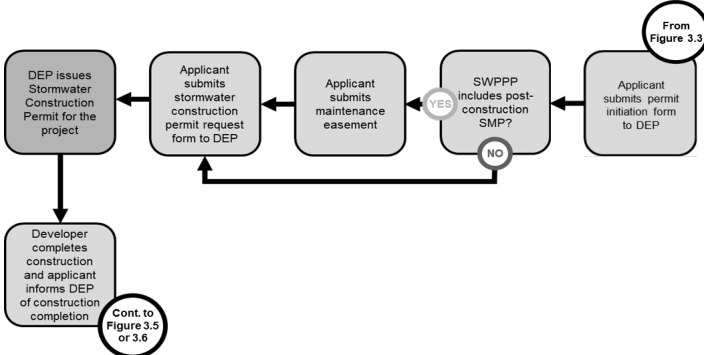 From
Figure 3.3
Applicant
submits permit
initiation form
to DEP
SWPPP
includes post-
construction
SMP?
YES
NO
Applicant
submits
maintenance
easement
Applicant
submits
stormwater
construction
permit request
form to DEP
DEP issues
Stormwater
Construction
Permit for the
project
Developer
completes
construction
and applicant
informs DEP
of construction
completion
Cont. to
Figure 3.5
or 3.6